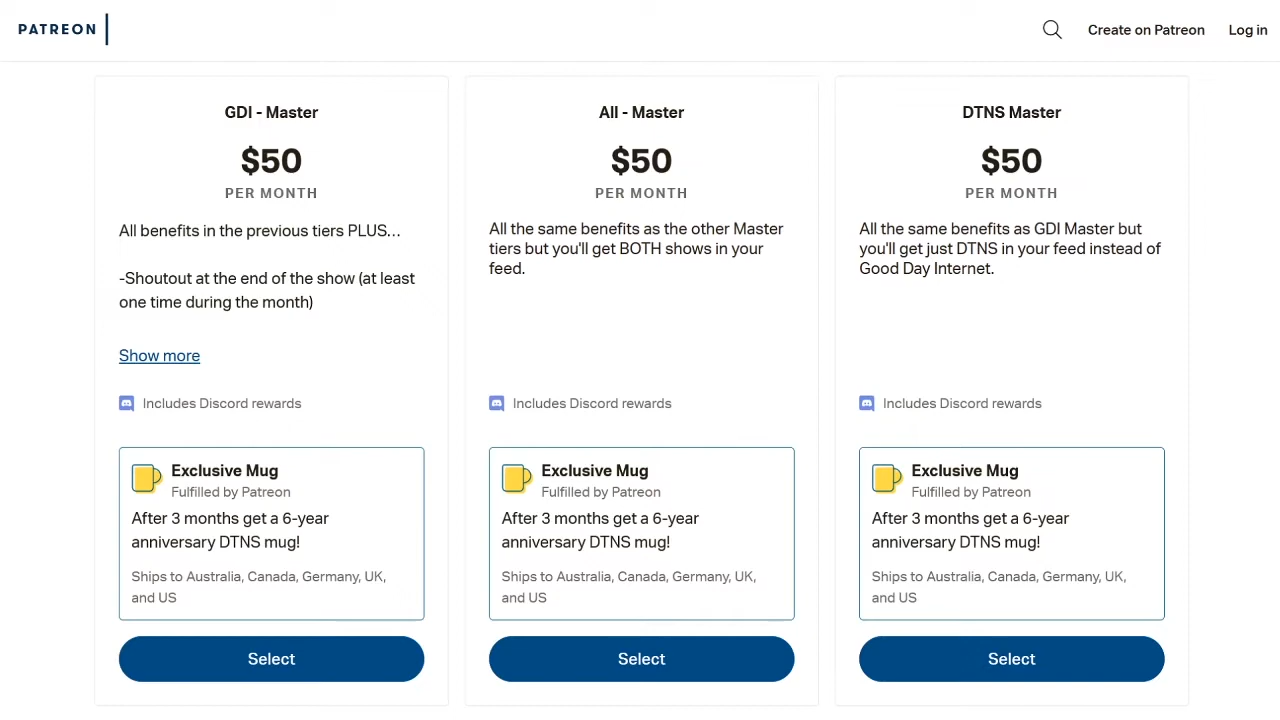 PATREON
Create on Patreon
Log in
GDI - Master
$50
PER MONTH
All benefits in the previous tiers PLUS…
-Shoutout at the end of the show (at least
one time during the month)
Show more
Includes Discord rewards
Exclusive Mug
Fulfilled by Patreon
After 3 months get a 6-year
anniversary DTNS mug!
Ships to Australia, Canada, Germany, UK,
and US
Select
All - Master
$50
PER MONTH
All the same benefits as the other Master
tiers but you'll get BOTH shows in your
feed.
Includes Discord rewards
Exclusive Mug
Fulfilled by Patreon
After 3 months get a 6-year
anniversary DTNS mug!
Ships to Australia, Canada, Germany, UK,
and US
Select
DTNS Master
$50
PER MONTH
All the same benefits as GDI Master but
you'll get just DTNS in your feed instead of
Good Day Internet.
Includes Discord rewards
Exclusive Mug
Fulfilled by Patreon
After 3 months get a 6-year
anniversary DTNS mug!
Ships to Australia, Canada, Germany, UK,
and US
Select